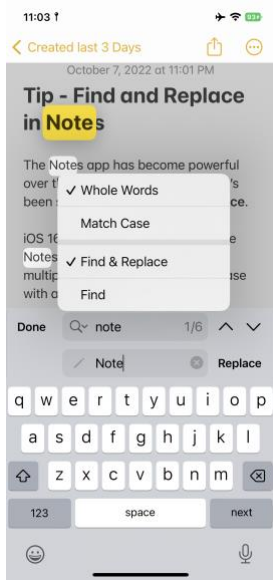 11:03
Created last 3 Days
October 7, 2022 at 11:01 PM
Tip - Find and Replace
in Notes
The Notes app has become powerful
over t 's
been ce.
iOS 16 e
Notes
multip ase
with a
Whole Words
Match Case
Find & Replace
Find
Done note 1/6
Note Replace
q w e r t y u i o p
a s d f g h j k l
z x c v b n m
123 space next